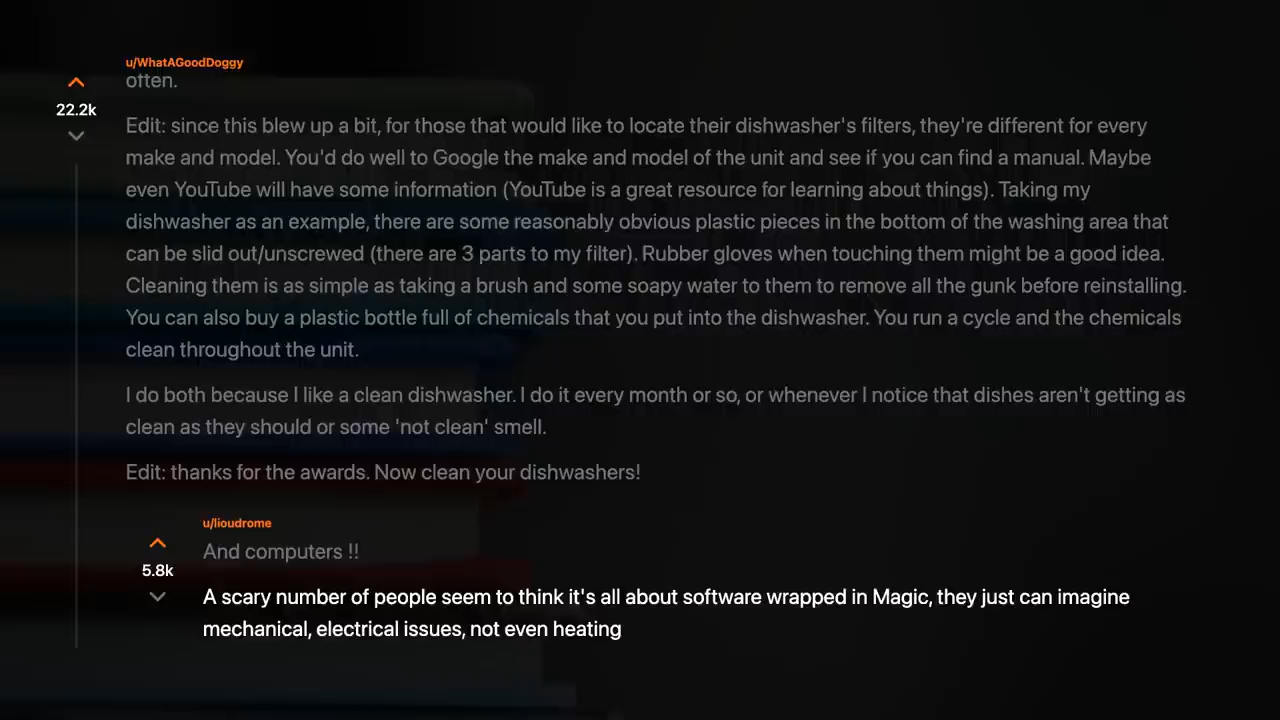 u/WhatAGoodDoggy
often.
22.2k
Edit: since this blew up a bit, for those that would like to locate their dishwasher's filters, they're different for every
make and model. You'd do well to Google the make and model of the unit and see if you can find a manual. Maybe
even YouTube will have some information (YouTube is a great resource for learning about things). Taking my
dishwasher as an example, there are some reasonably obvious plastic pieces in the bottom of the washing area that
can be slid out/unscrewed (there are 3 parts to my filter). Rubber gloves when touching them might be a good idea.
Cleaning them is as simple as taking a brush and some soapy water to them to remove all the gunk before reinstalling.
You can also buy a plastic bottle full of chemicals that you put into the dishwasher. You run a cycle and the chemicals
clean throughout the unit.
I do both because I like a clean dishwasher. I do it every month or so, or whenever I notice that dishes aren't getting as
clean as they should or some 'not clean' smell.
Edit: thanks for the awards. Now clean your dishwashers!
u/lioudrome
And computers !!
5.8k
A scary number of people seem to think it's all about software wrapped in Magic, they just can imagine
mechanical, electrical issues, not even heating